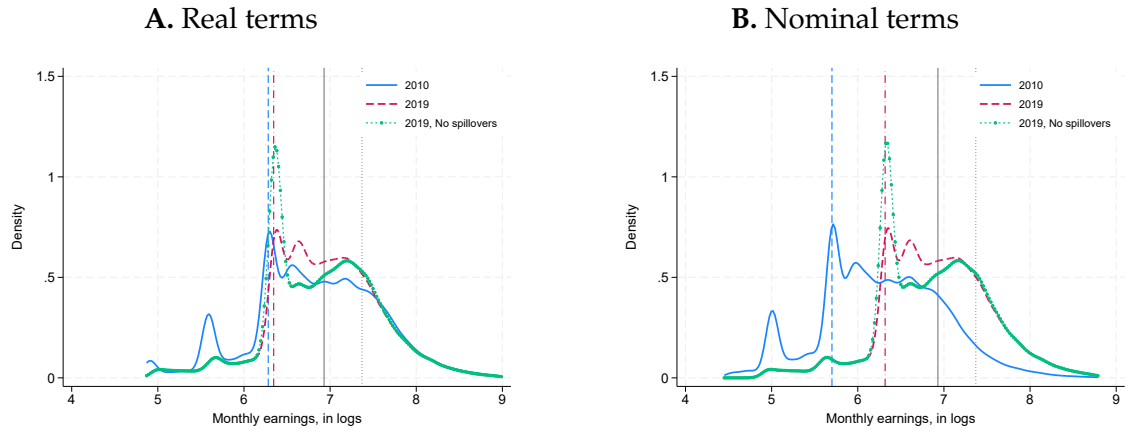 A. Real terms
1.5
1
.5
0
Density
2010
2019
2019, No spillovers
4 5 6 7 8 9
Monthly earnings, in logs
B. Nominal terms
1.5
1
.5
0
Density
2010
2019
2019, No spillovers
4 5 6 7 8 9
Monthly earnings, in logs